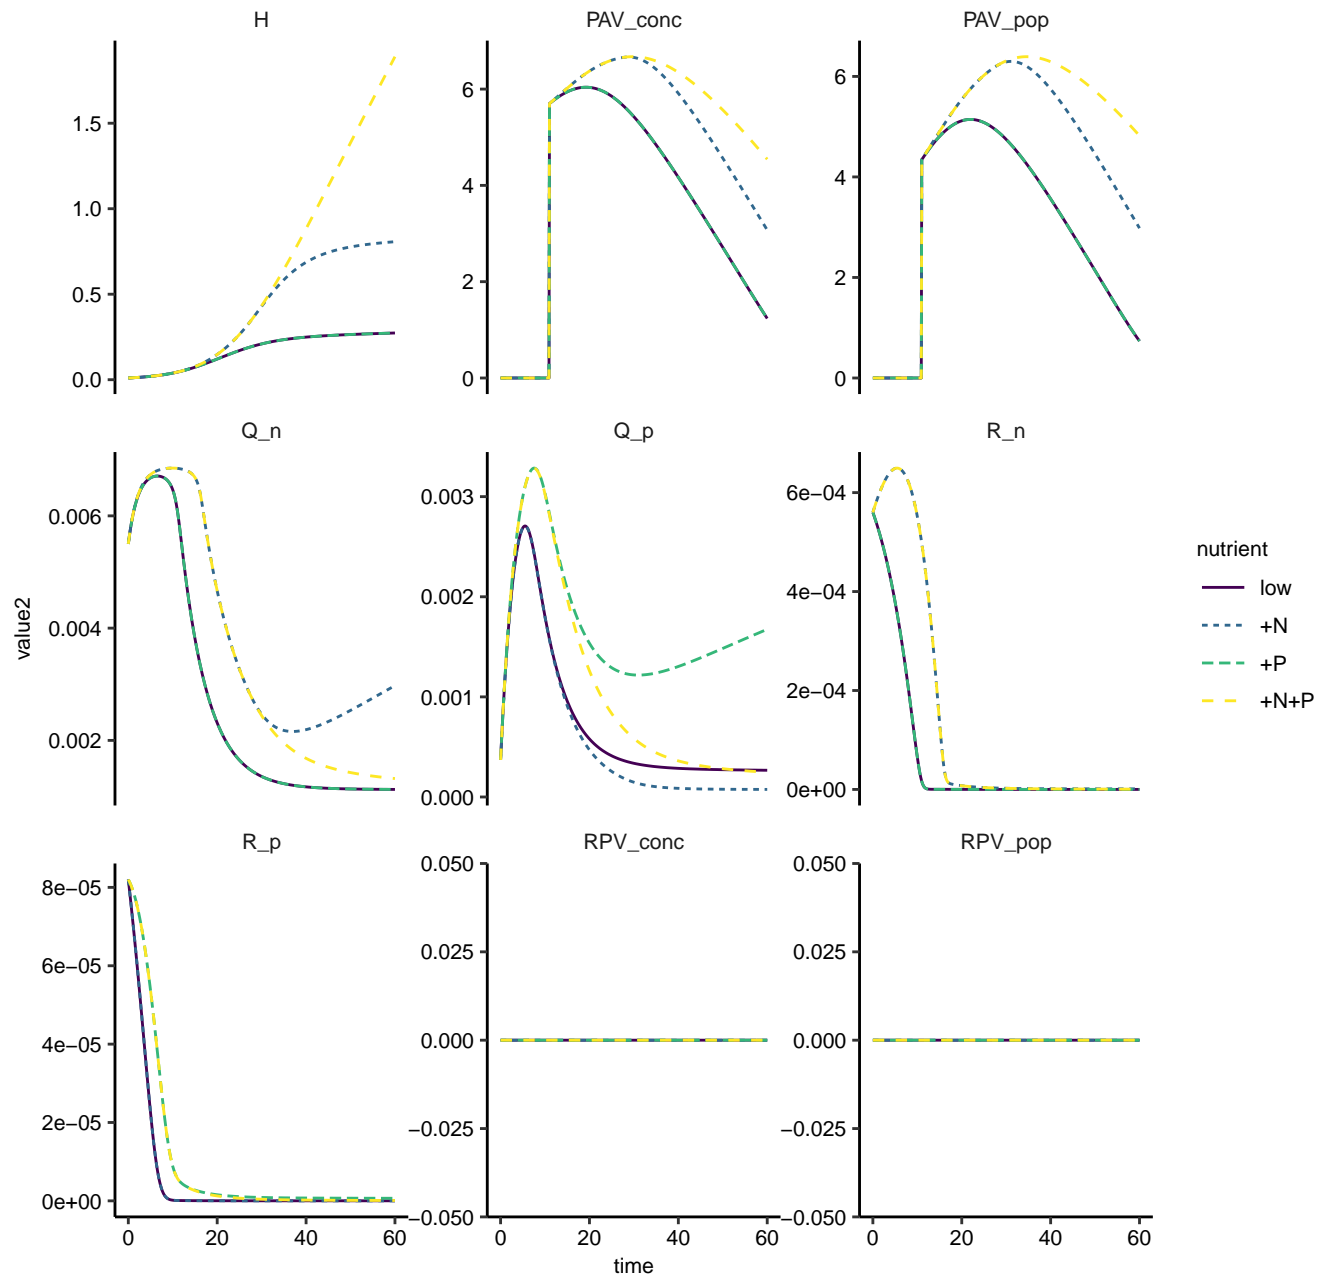 H
PAV_conc
PAV_pop
1.5
1.0
0.5
0.0
6
4
2
0
6
4
2
0
Q_n
Q_p
R_n
0.006
0.004
0.002
0.003
0.002
0.001
0.000
6e−04
4e−04
2e−04
0e+00
R_p
RPV_conc
RPV_pop
8e−05
6e−05
4e−05
2e−05
0e+00
0.050
0.025
0.000
−0.025
−0.050
0.050
0.025
0.000
−0.025
−0.050
0 20 40 60
0 20 40 60
0 20 40 60
time
value2
nutrient
low
+N
+P
+N+P